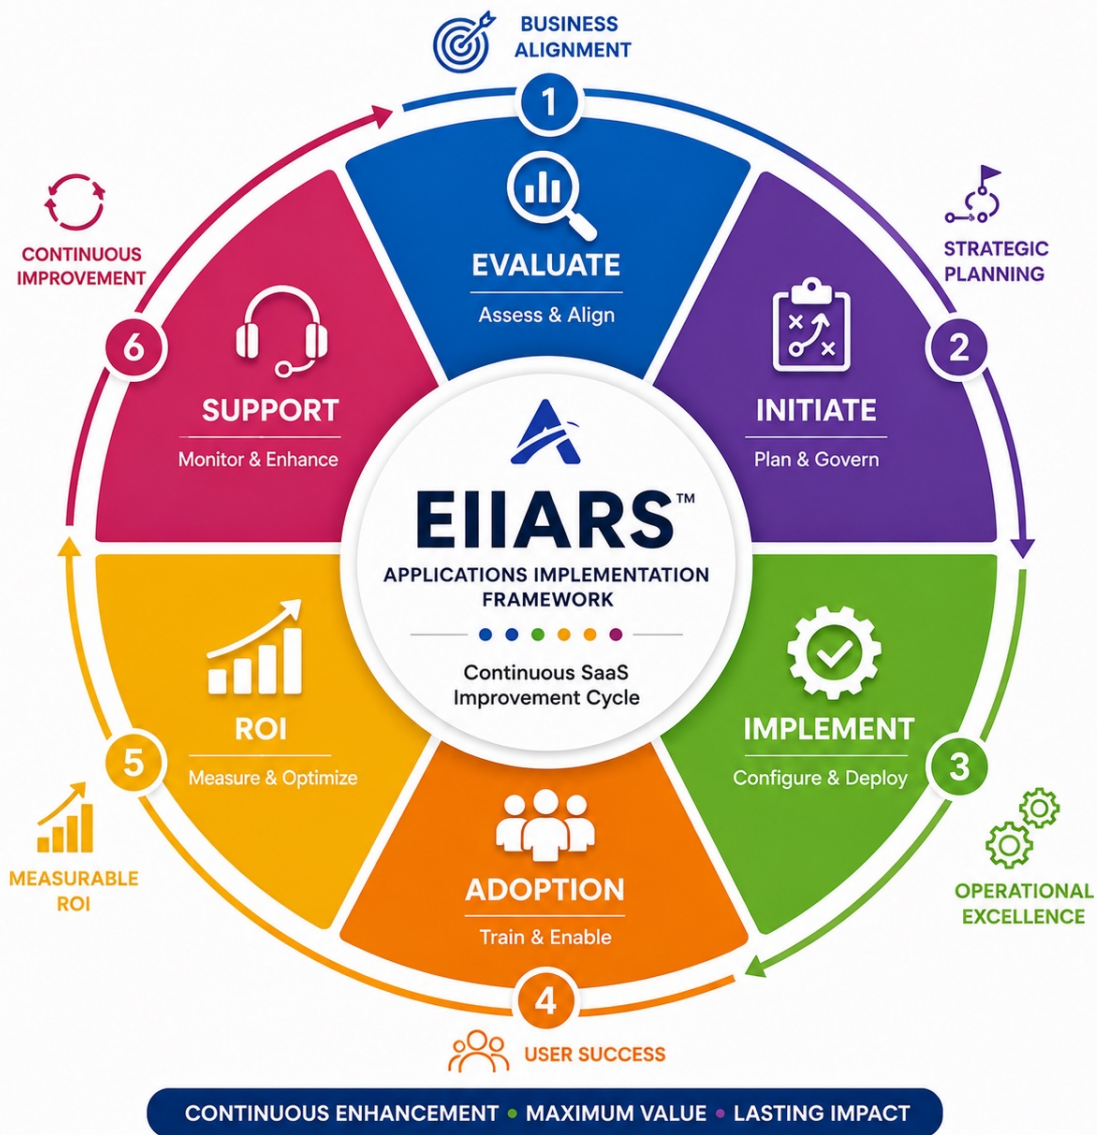 BUSINESS
ALIGNMENT
1
EVALUATE
Assess & Align
STRATEGIC
PLANNING
2
INITIATE
Plan & Govern
3
IMPLEMENT
Configure & Deploy
OPERATIONAL
EXCELLENCE
4
ADOPTION
Train & Enable
USER SUCCESS
5
ROI
Measure & Optimize
MEASURABLE
ROI
6
SUPPORT
Monitor & Enhance
CONTINUOUS
IMPROVEMENT
EIIARS™
APPLICATIONS IMPLEMENTATION
FRAMEWORK
Continuous SaaS
Improvement Cycle
CONTINUOUS ENHANCEMENT • MAXIMUM VALUE • LASTING IMPACT